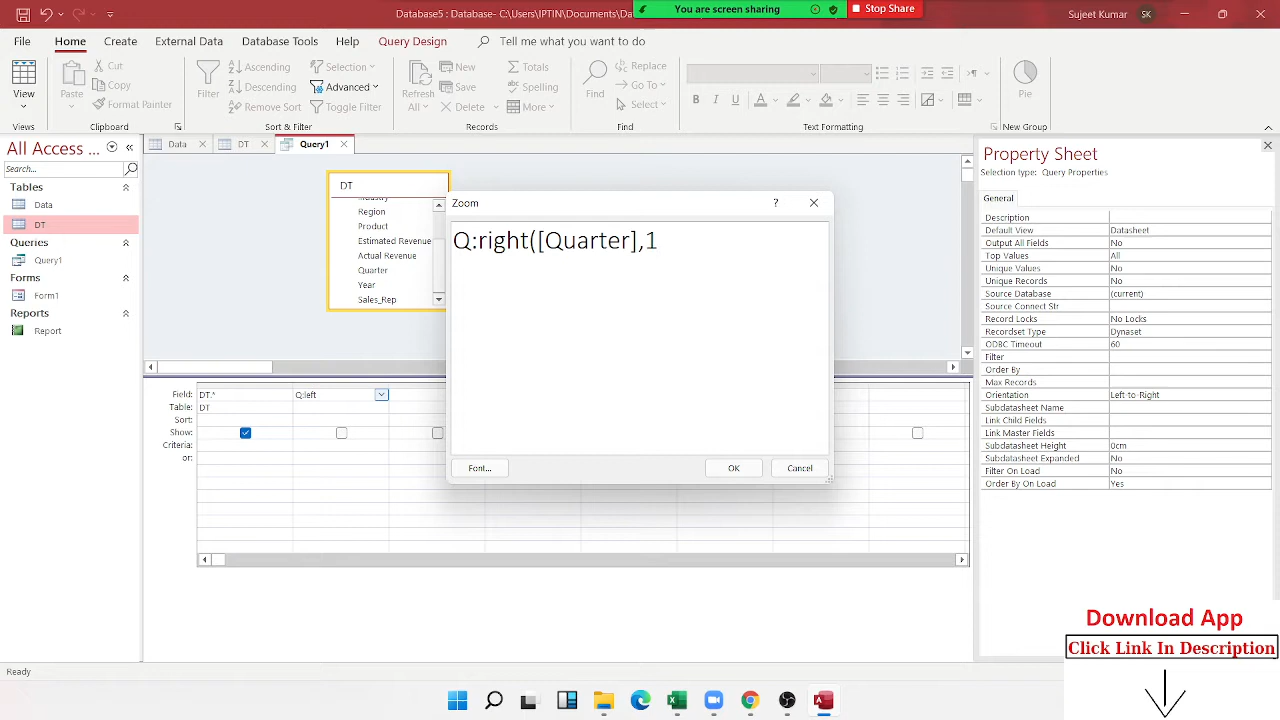 Database5 : Database- C:\Users\IPTIN\Documents\Da
You are screen sharing
Stop Share
Sujeet Kumar
SK
File
Home
Create
External Data
Database Tools
Help
Query Design
Tell me what you want to do
View
Views
Paste
Cut
Copy
Format Painter
Clipboard
Filter
Ascending
Descending
Remove Sort
Selection
Advanced
Toggle Filter
Sort & Filter
Refresh
All
New
Save
Delete
Totals
Spelling
More
Records
Find
Replace
Go To
Select
Find
B
I
U
A
Text Formatting
Pie
New Group
All Access ...
Search...
Tables
Data
DT
Queries
Query1
Forms
Form1
Reports
Report
Data
DT
Query1
DT
Industry
Region
Product
Estimated Revenue
Actual Revenue
Quarter
Year
Sales_Rep
Zoom
?
Q:right([Quarter],1
Font...
OK
Cancel
Field:
DT.*
Q:left
Table:
DT
Sort:
Show:
Criteria:
or:
Property Sheet
Selection type: Query Properties
General
Description
Default View
Datasheet
Output All Fields
No
Top Values
All
Unique Values
No
Unique Records
No
Source Database
(current)
Source Connect Str
Record Locks
No Locks
Recordset Type
Dynaset
ODBC Timeout
60
Filter
Order By
Max Records
Orientation
Left-to-Right
Subdatasheet Name
Link Child Fields
Link Master Fields
Subdatasheet Height
0cm
Subdatasheet Expanded
No
Filter On Load
No
Order By On Load
Yes
Download App
Click Link In Description
Ready